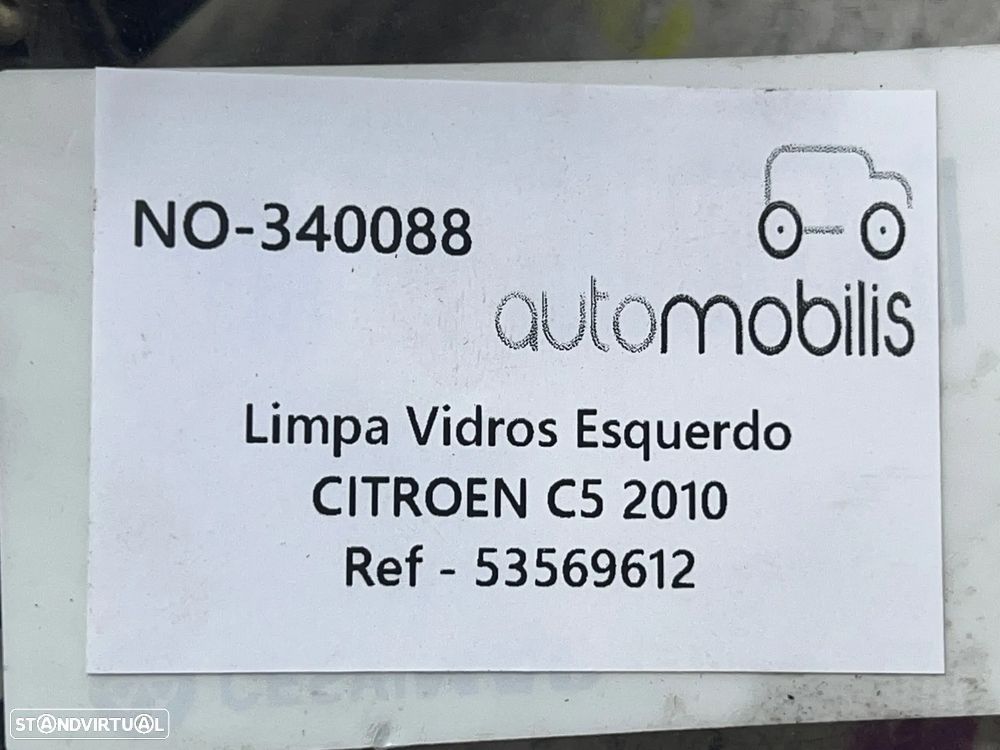 NO-340088
automobilis
Limpa Vidros Esquerdo
CITROEN C5 2010
Ref - 53569612
STANDVIRTUAL